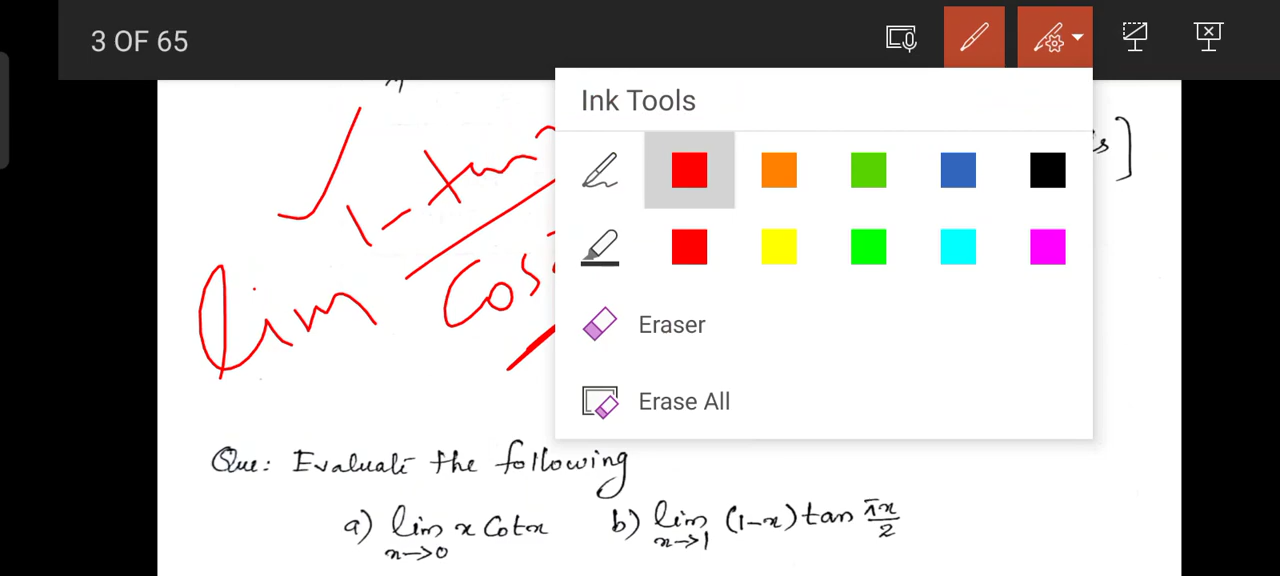 3 OF 65
Ink Tools
s]
1 - tan
lim
Cos
Eraser
Erase All
Que: Evaluate the following
a) lim x→0 x Cotx b) lim x→1 (1-x) tan πx/2